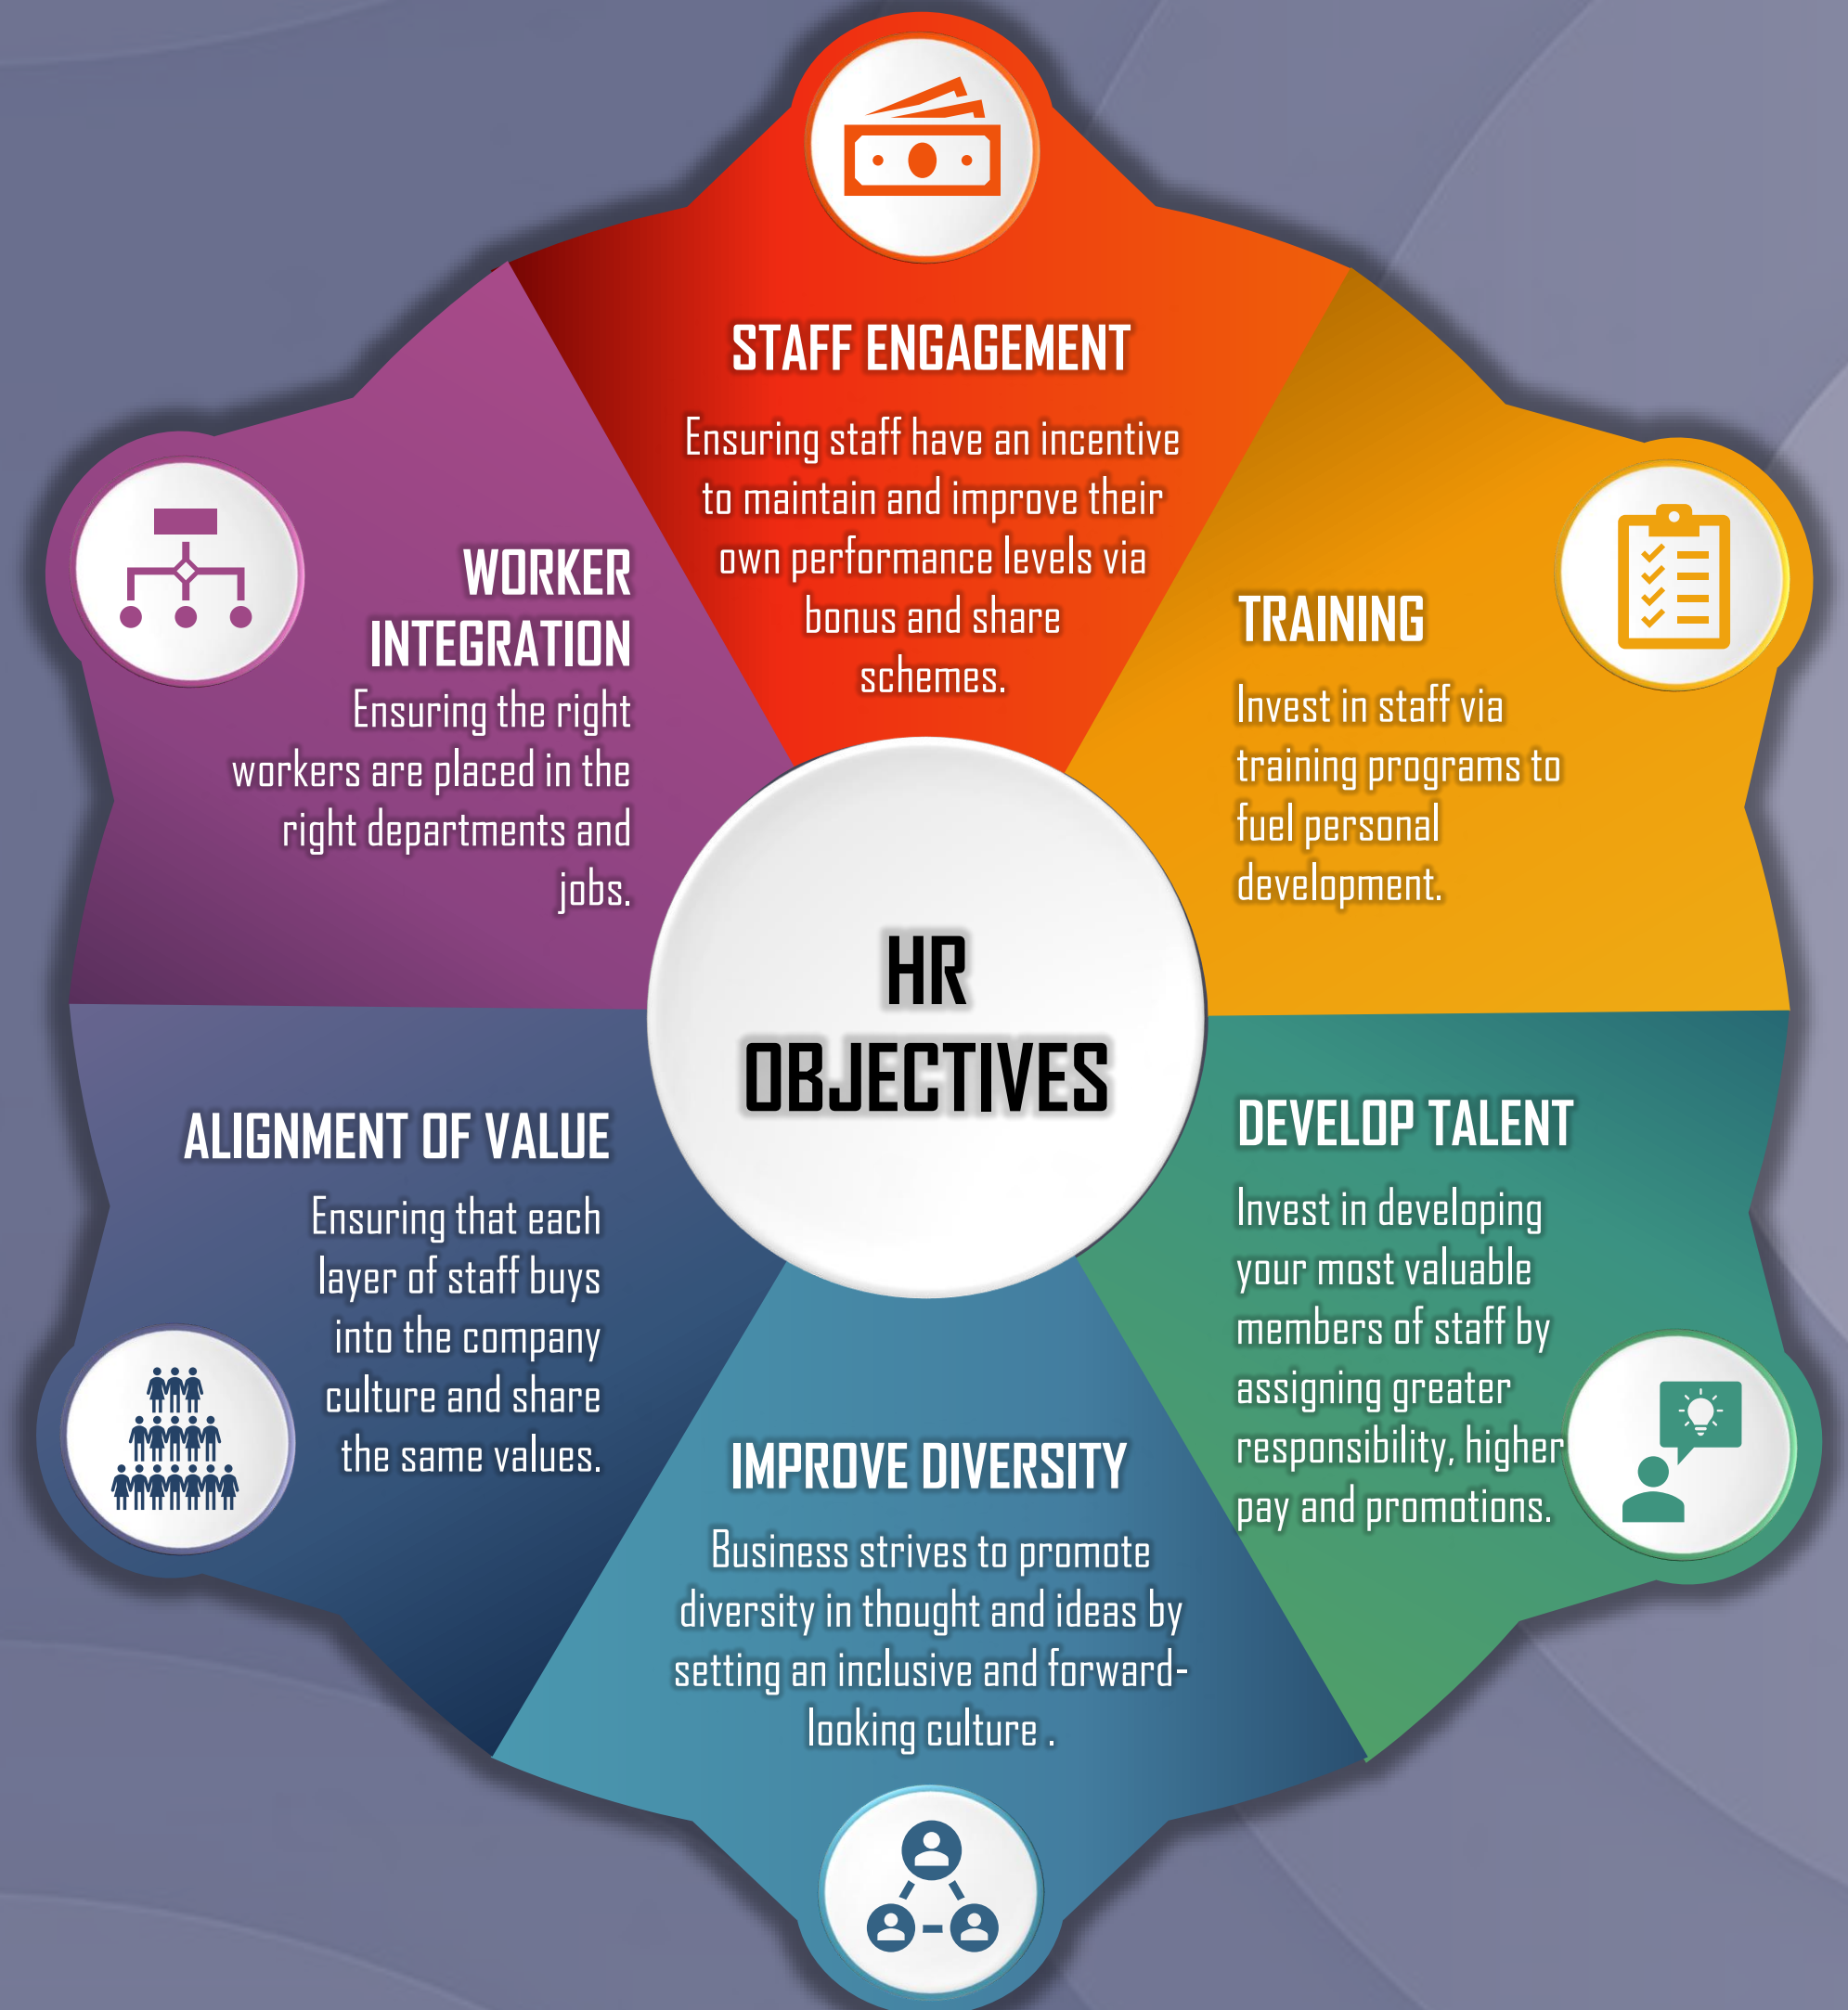 STAFF ENGAGEMENT
Ensuring staff have an incentive
to maintain and improve their
own performance levels via
bonus and share
schemes.
TRAINING
Invest in staff via
training programs to
fuel personal
development.
DEVELOP TALENT
Invest in developing
your most valuable
members of staff by
assigning greater
responsibility, higher
pay and promotions.
IMPROVE DIVERSITY
Business strives to promote
diversity in thought and ideas by
setting an inclusive and forward-
looking culture .
ALIGNMENT OF VALUE
Ensuring that each
layer of staff buys
into the company
culture and share
the same values.
WORKER
INTEGRATION
Ensuring the right
workers are placed in the
right departments and
jobs.
HR
OBJECTIVES